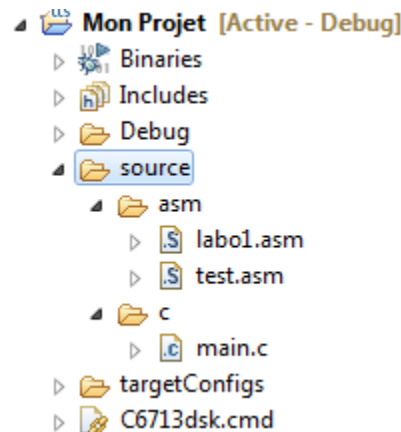 Mon Projet [Active - Debug]
Binaries
Includes
Debug
source
asm
labo1.asm
test.asm
c
main.c
targetConfigs
C6713dsk.cmd